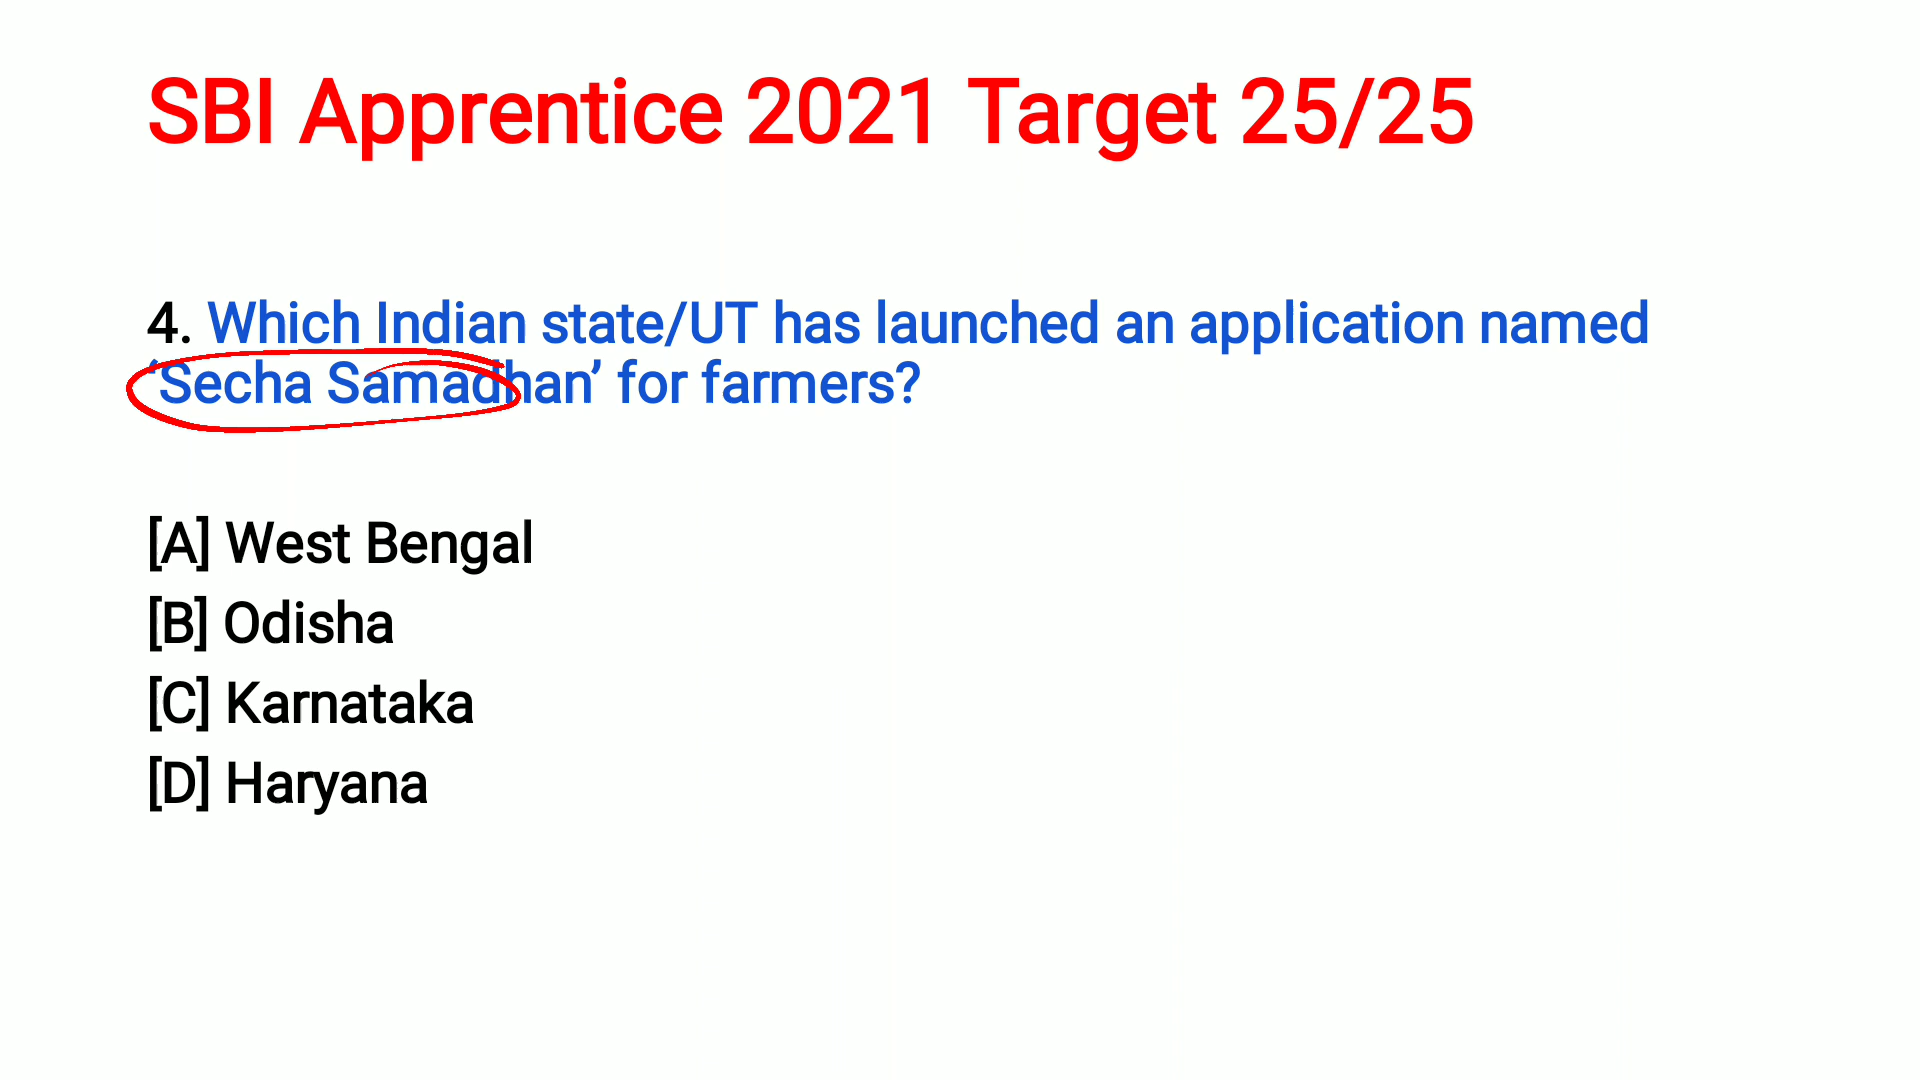 SBI Apprentice 2021 Target 25/25
4. Which Indian state/UT has launched an application named
‘Secha Samadhan’ for farmers?
[A] West Bengal
[B] Odisha
[C] Karnataka
[D] Haryana